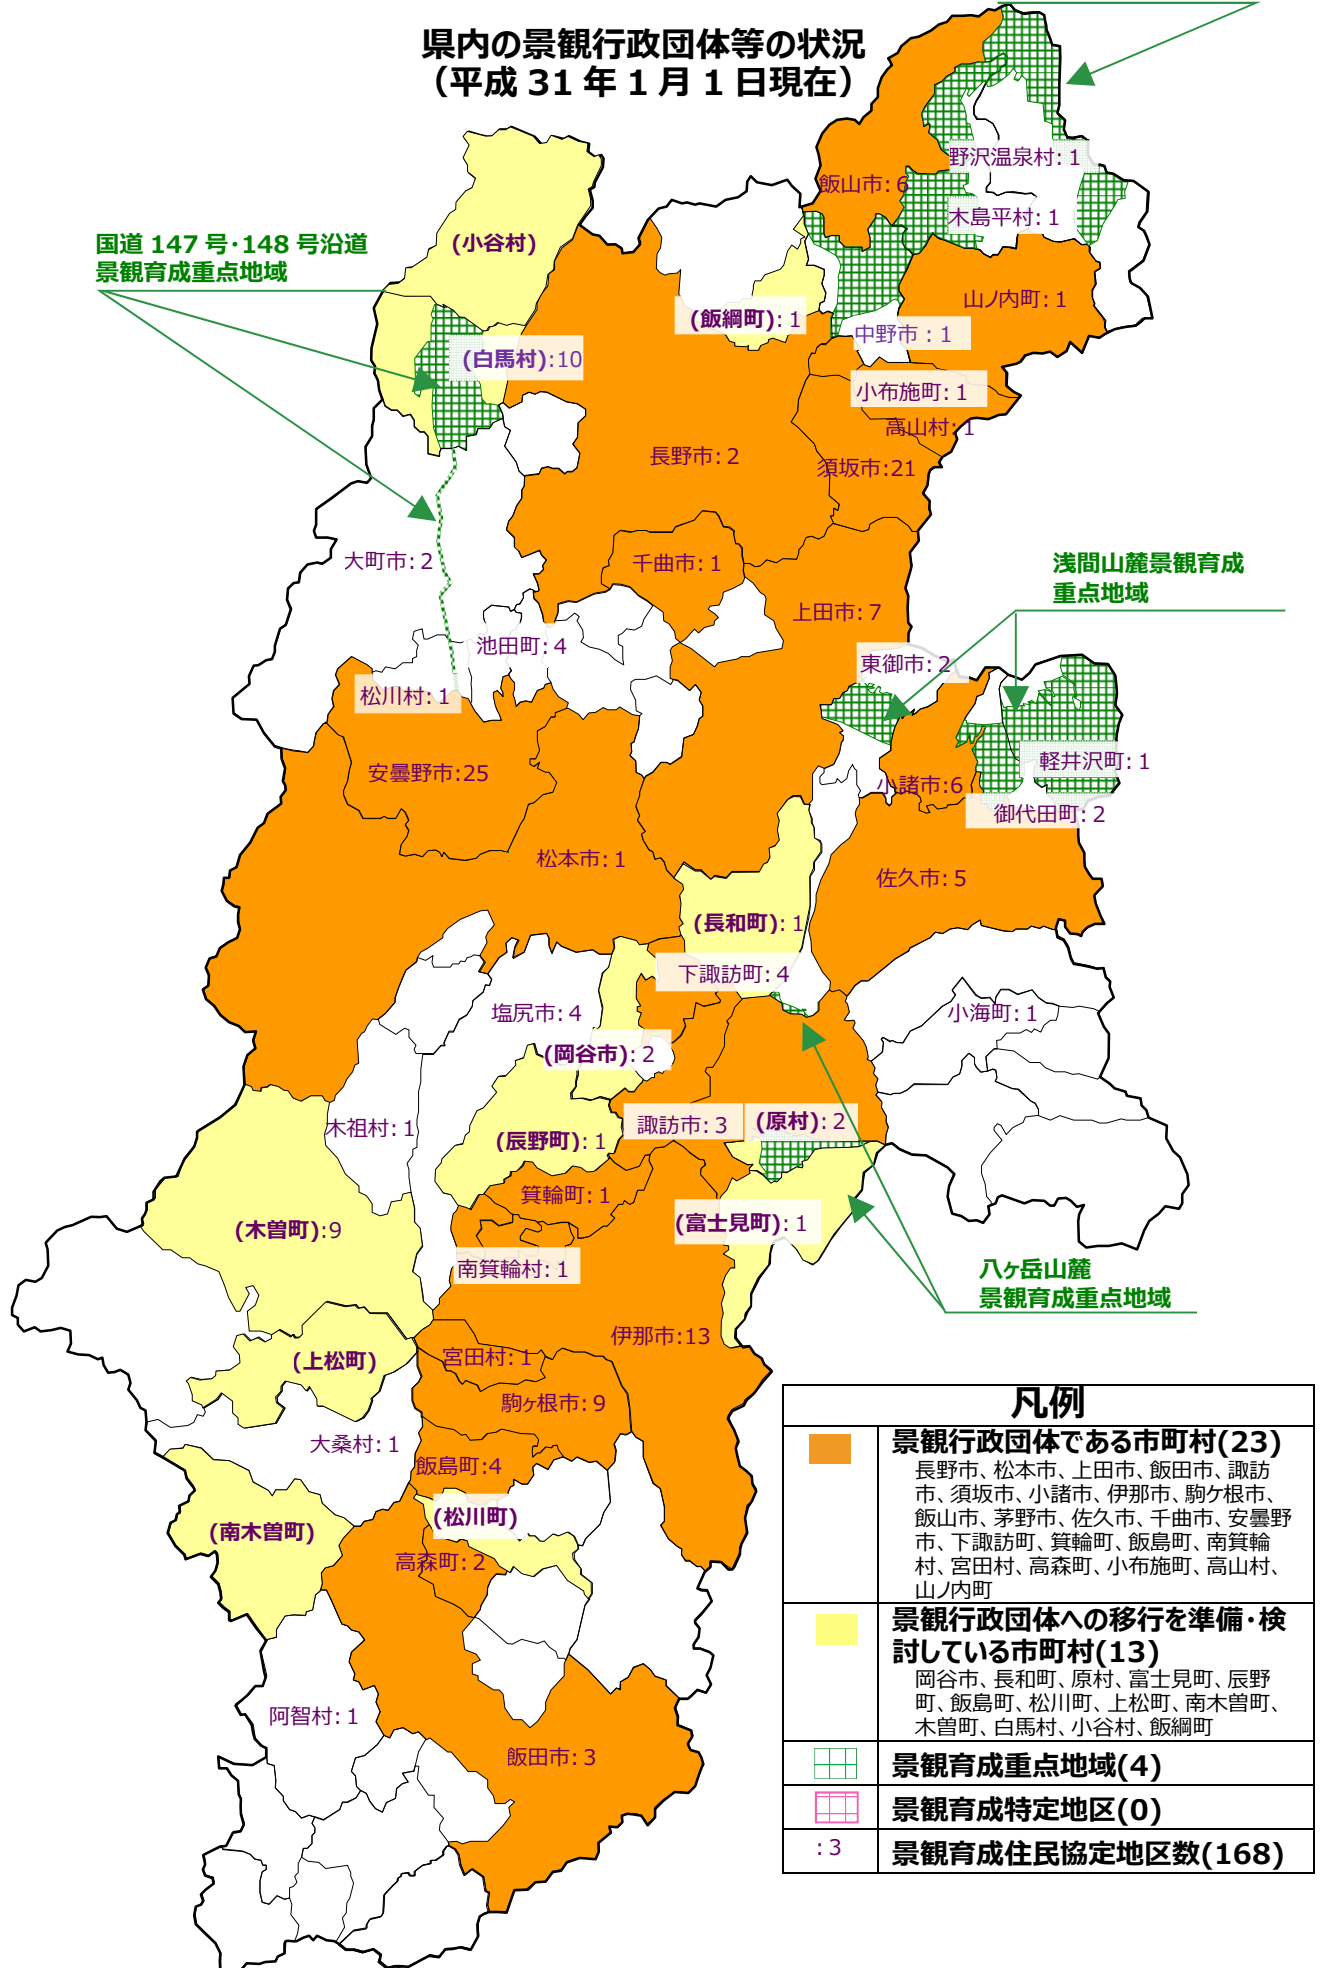 県内の景観行政団体等の状況
（平成 31 年 1 月 1 日現在）
野沢温泉村：1
飯山市：6
木島平村：1
国道 147 号・148 号沿道
景観育成重点地域
(小谷村)
山ノ内町：1
(飯綱町)：1
中野市：1
(白馬村)：10
小布施町：1
高山村：1
長野市：2
須坂市：21
大町市：2
千曲市：1
浅間山麓景観育成
重点地域
上田市：7
池田町：4
東御市：2
松川村：1
軽井沢町：1
安曇野市：25
小諸市：6
御代田町：2
松本市：1
佐久市：5
(長和町)：1
下諏訪町：4
塩尻市：4
小海町：1
(岡谷市)：2
木祖村：1
諏訪市：3
(原村)：2
(辰野町)：1
箕輪町：1
(木曽町)：9
(富士見町)：1
南箕輪村：1
八ヶ岳山麓
景観育成重点地域
伊那市：13
(上松町)
宮田村：1
駒ケ根市：9
大桑村：1
飯島町：4
(松川町)
(南木曽町)
高森町：2
阿智村：1
飯田市：3
凡例
景観行政団体である市町村(23)
長野市、松本市、上田市、飯田市、諏訪
市、須坂市、小諸市、伊那市、駒ケ根市、
飯山市、茅野市、佐久市、千曲市、安曇野
市、下諏訪町、箕輪町、飯島町、南箕輪
村、宮田村、高森町、小布施町、高山村、
山ノ内町
景観行政団体への移行を準備・検
討している市町村(13)
岡谷市、長和町、原村、富士見町、辰野
町、飯島町、松川町、上松町、南木曽町、
木曽町、白馬村、小谷村、飯綱町
景観育成重点地域(4)
景観育成特定地区(0)
：3 景観育成住民協定地区数(168)